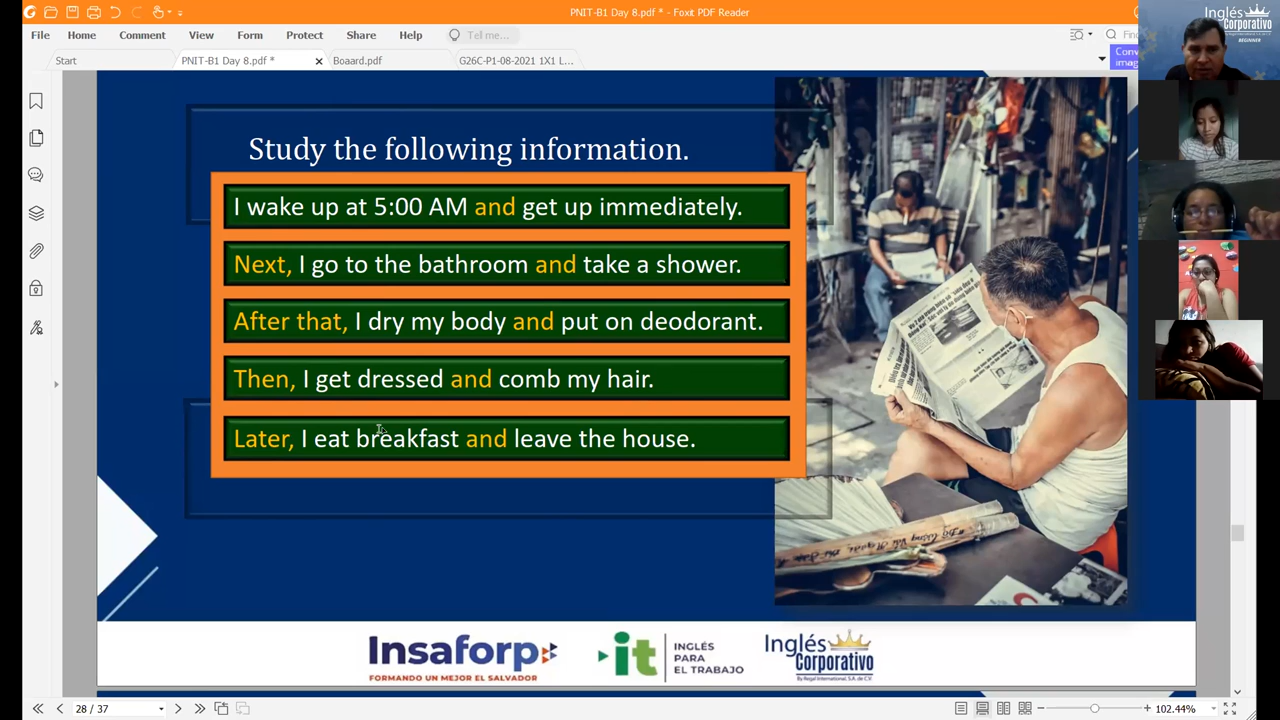 PNIT-B1 Day 8.pdf * - Foxit PDF Reader
File Home Comment View Form Protect Share Help Tell me... Find
Start PNIT-B1 Day 8.pdf * Boaard.pdf G26C-P1-08-2021 1X1 L...
Inglés
Corporativo
BEGINNER
Study the following information.
I wake up at 5:00 AM and get up immediately.
Next, I go to the bathroom and take a shower.
After that, I dry my body and put on deodorant.
Then, I get dressed and comb my hair.
Later, I eat breakfast and leave the house.
Insaforp
FORMANDO UN MEJOR EL SALVADOR
it
INGLÉS
PARA
EL TRABAJO
Inglés
Corporativo
By Regal International, S.A. de C.V.
28 / 37
102.44%